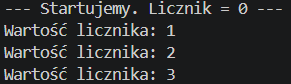 --- Startujemy. Licznik = 0 ---
Wartość licznika: 1
Wartość licznika: 2
Wartość licznika: 3